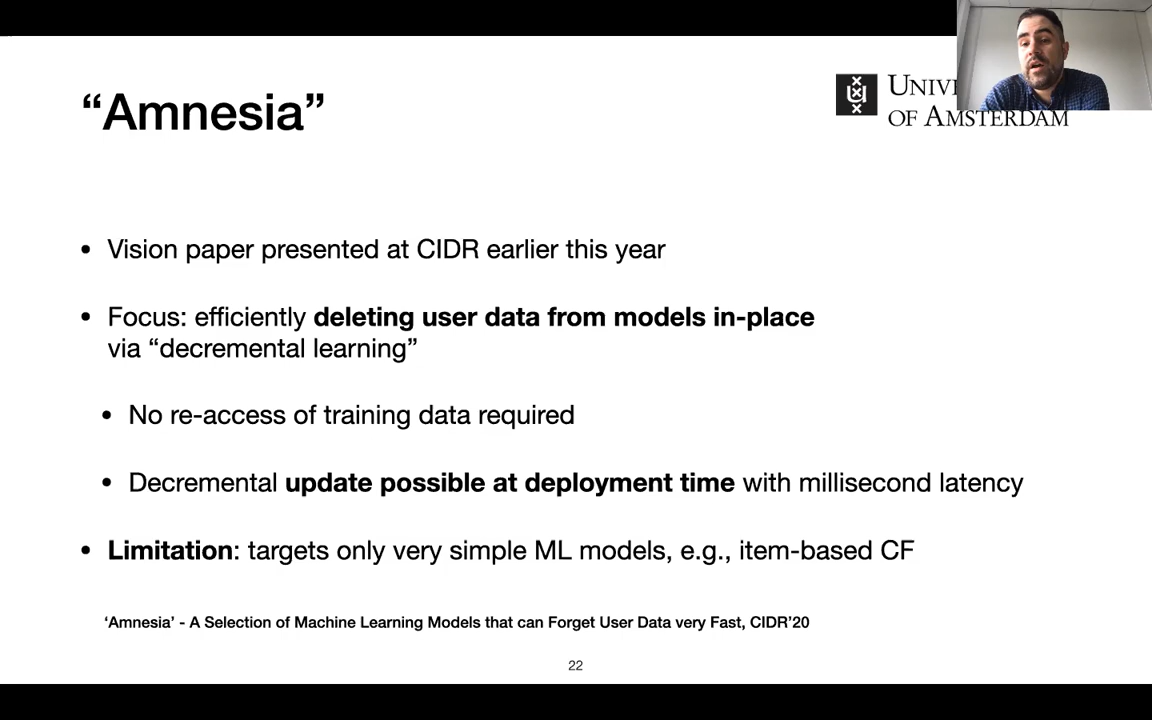 “Amnesia”
OF AMSTERDAM
• Vision paper presented at CIDR earlier this year
• Focus: efficiently deleting user data from models in-place
via “decremental learning”
• No re-access of training data required
• Decremental update possible at deployment time with millisecond latency
• Limitation: targets only very simple ML models, e.g., item-based CF
‘Amnesia’ - A Selection of Machine Learning Models that can Forget User Data very Fast, CIDR’20
22